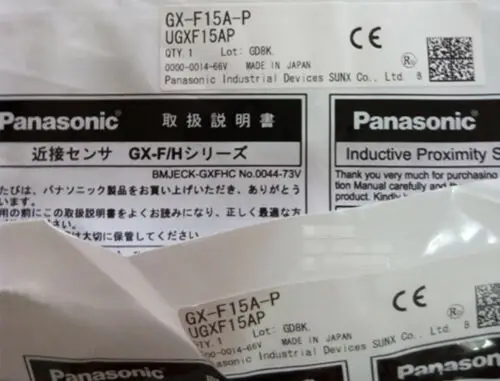 GX-F15A-P
UGXF15AP
QTY. 1 Lot: GD8K.
0000-0014-66V MADE IN JAPAN
Panasonic Industrial Devices SUNX Co., Ltd. 8
CE
Panasonic 取扱説明書
近接センサ GX-F/Hシリーズ
BMJECK-GXFHC No.0044-73V
たびは、パナソニック製品をお買い上げいただき、ありがとう
います。
用の前にこの取扱説明書をよくお読みになり、正しく最適な方
は大切に保管してください。
Panasonic
Inductive Proximity S
Thank you very much for purchasing
tion Manual carefully and
product. Kindly
GX-F15A-P
UGXF15AP
QTY. 1 Lot: GD8K.
0000-0014-66V MADE IN JAPAN
Panasonic Industrial Devices SUNX Co., Ltd. 8
CE
Panasonic
Panasonic